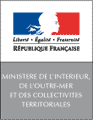 Liberté • Égalité • Fraternité
RÉPUBLIQUE FRANÇAISE
MINISTÈRE DE L'INTÉRIEUR,
DE L'OUTRE-MER
ET DES COLLECTIVITÉS
TERRITORIALES